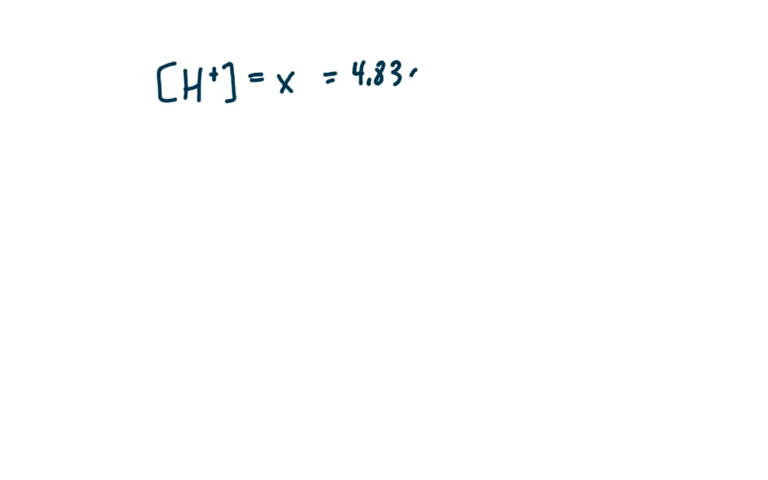 [H⁺] = x = 4.83